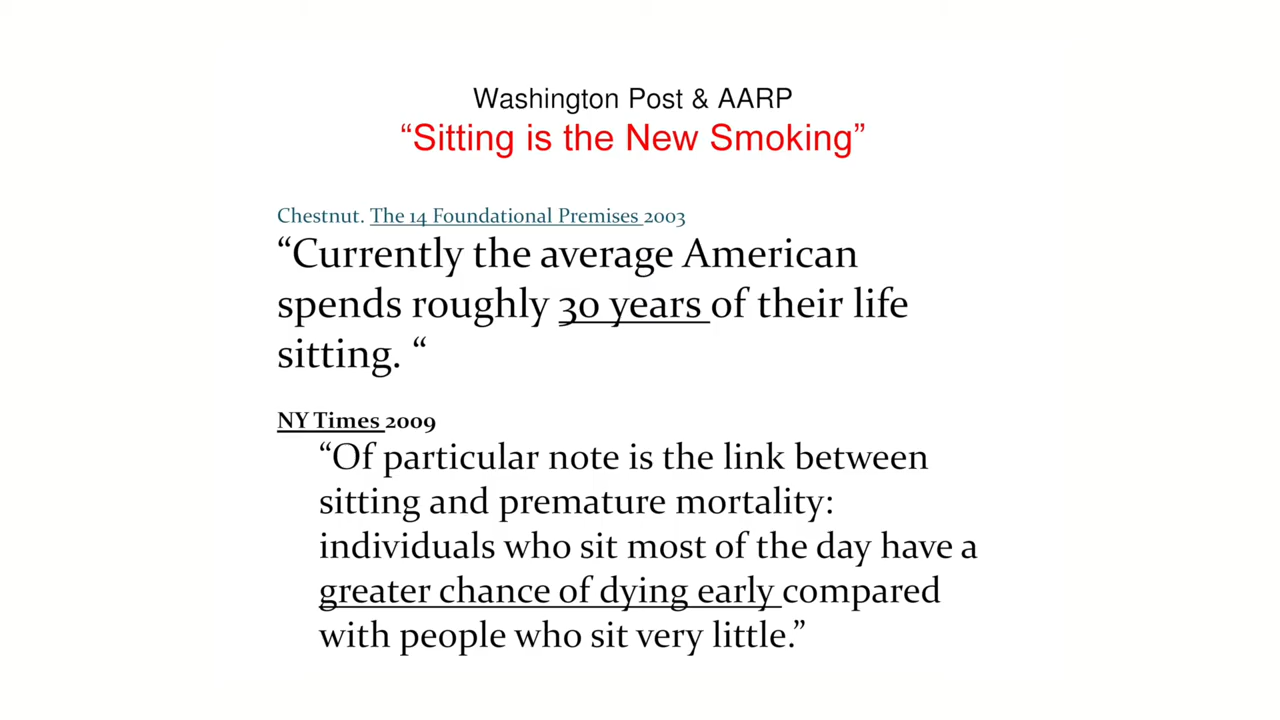 Washington Post & AARP
“Sitting is the New Smoking”
Chestnut. The 14 Foundational Premises 2003
“Currently the average American
spends roughly 30 years of their life
sitting. “
NY Times 2009
“Of particular note is the link between
sitting and premature mortality:
individuals who sit most of the day have a
greater chance of dying early compared
with people who sit very little.”